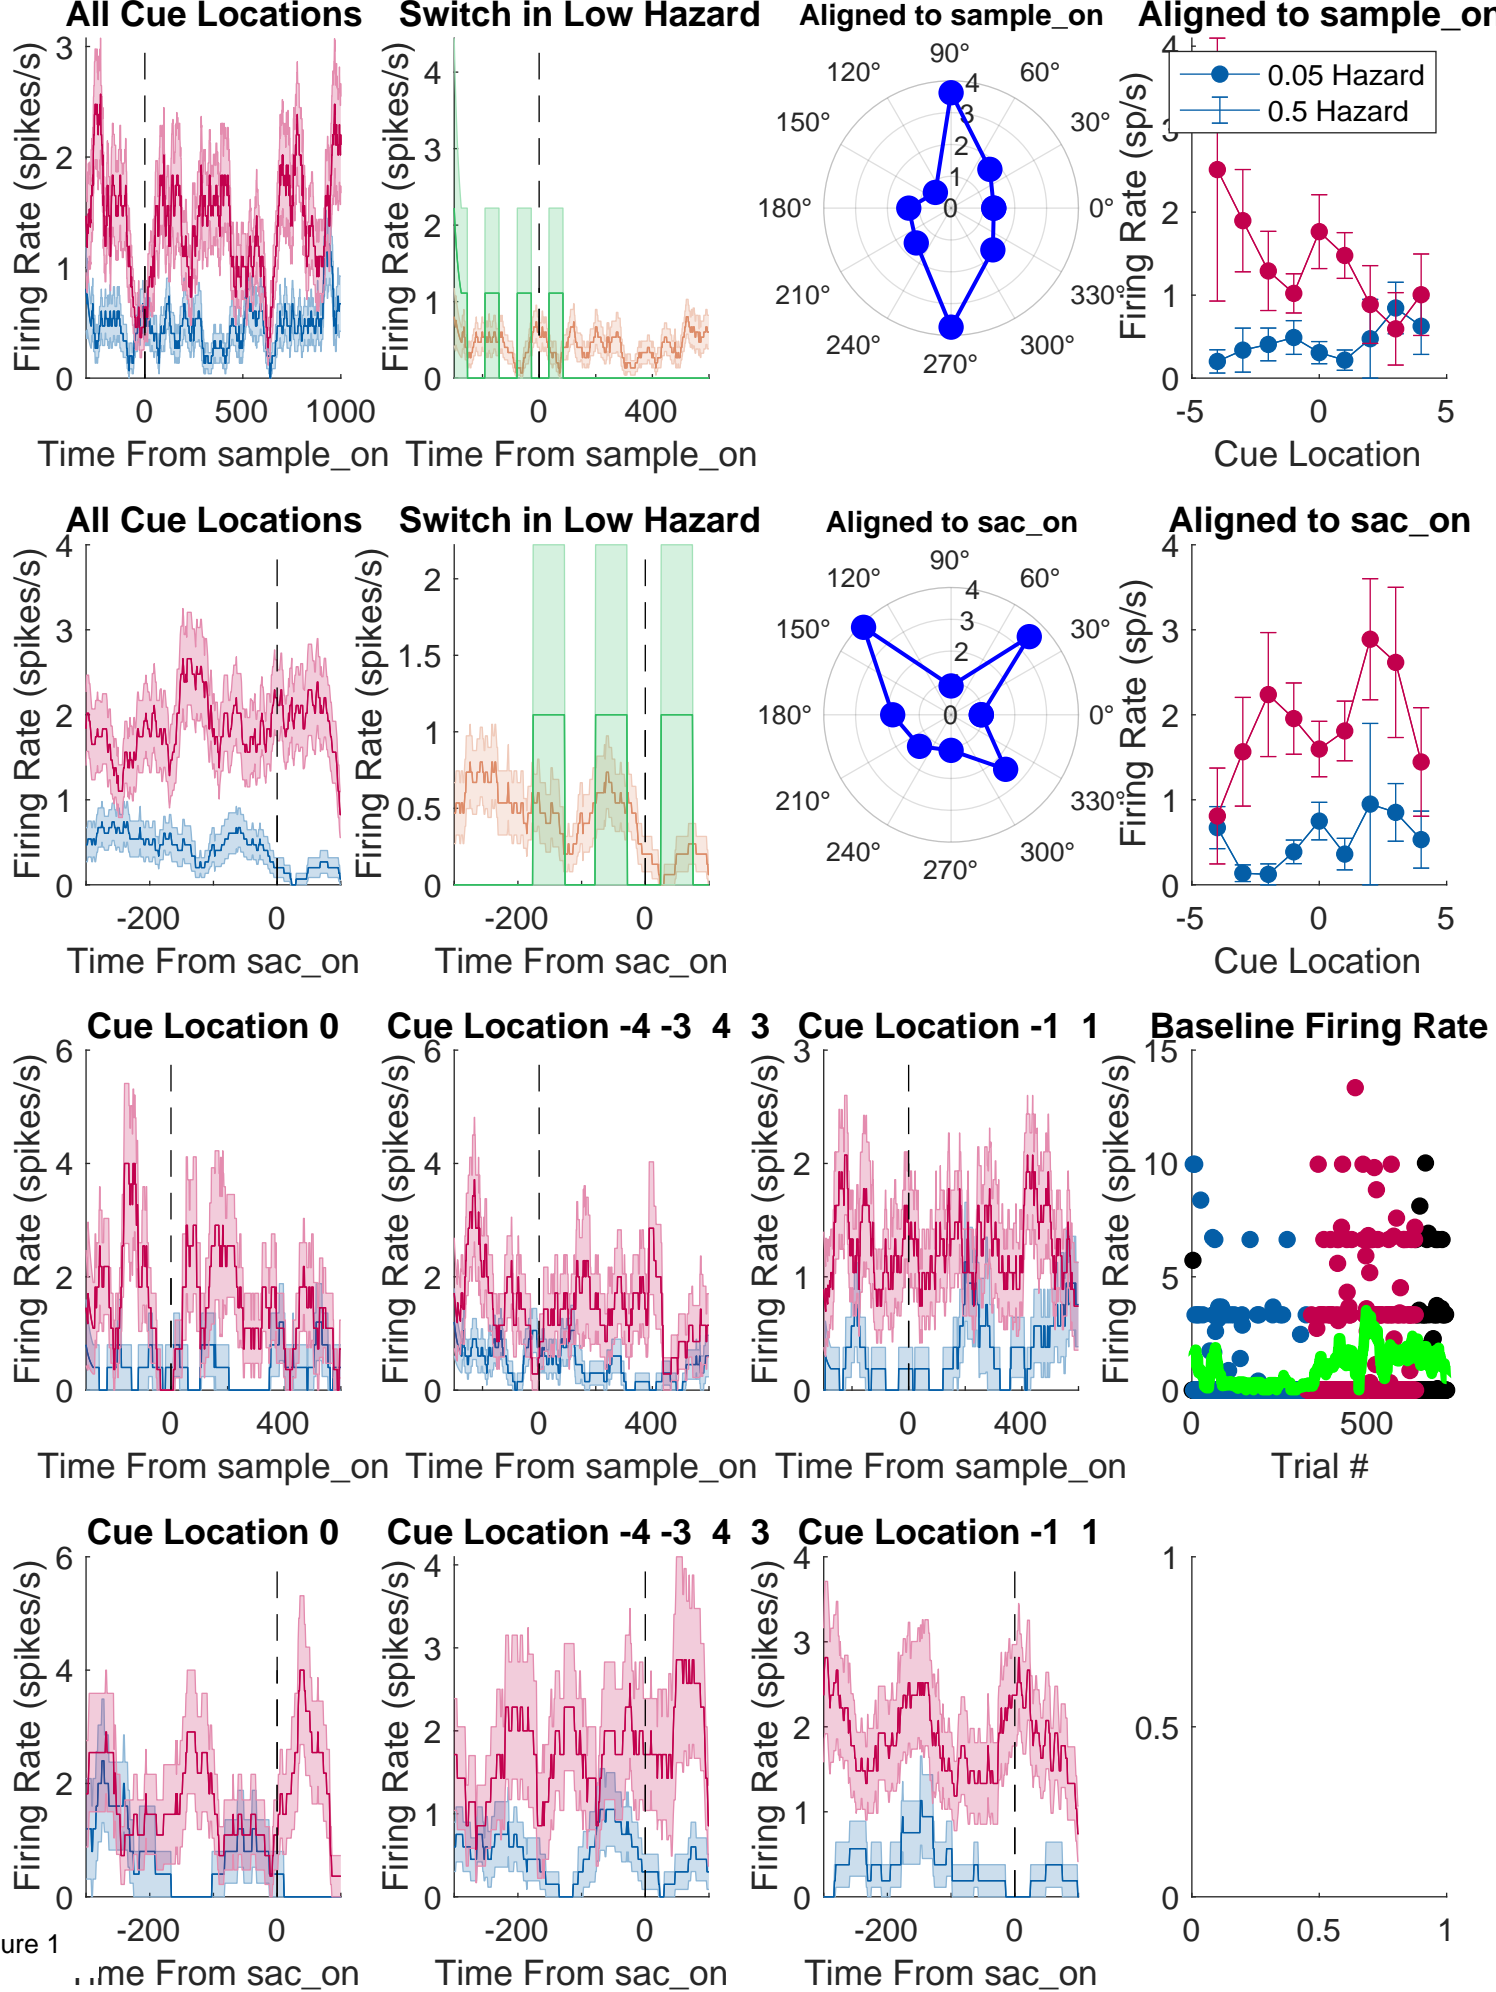 All Cue Locations
Firing Rate (spikes/s)
3
2
1
0
0 500 1000
Time From sample_on
Switch in Low Hazard
Firing Rate (spikes/s)
4
3
2
1
0
0 400
Time From sample_on
Aligned to sample_on
90°
120° 60°
150° 30°
180° 0°
210° 330°
240° 300°
270°
4
3
2
1
0
Aligned to sample_on
0.05 Hazard
0.5 Hazard
Firing Rate (sp/s)
4
3
2
1
0
-5 0 5
Cue Location
All Cue Locations
Firing Rate (spikes/s)
4
3
2
1
0
-200 0
Time From sac_on
Switch in Low Hazard
Firing Rate (spikes/s)
2
1.5
1
0.5
0
-200 0
Time From sac_on
Aligned to sac_on
90°
120° 60°
150° 30°
180° 0°
210° 330°
240° 300°
270°
4
3
2
0
Aligned to sac_on
Firing Rate (sp/s)
4
3
2
1
0
-5 0 5
Cue Location
Cue Location 0
Firing Rate (spikes/s)
6
4
2
0
0 400
Time From sample_on
Cue Location -4 -3 4 3
Firing Rate (spikes/s)
6
4
2
0
0 400
Time From sample_on
Cue Location -1 1
Firing Rate (spikes/s)
3
2
1
0
0 400
Time From sample_on
Baseline Firing Rate
Firing Rate (spikes/s)
15
10
5
0
0 500
Trial #
Cue Location 0
Firing Rate (spikes/s)
6
4
2
0
-200 0
me From sac_on
Cue Location -4 -3 4 3
Firing Rate (spikes/s)
4
3
2
1
0
-200 0
Time From sac_on
Cue Location -1 1
Firing Rate (spikes/s)
4
3
2
1
0
-200 0
Time From sac_on
1
0.5
0
0 0.5 1
ure 1